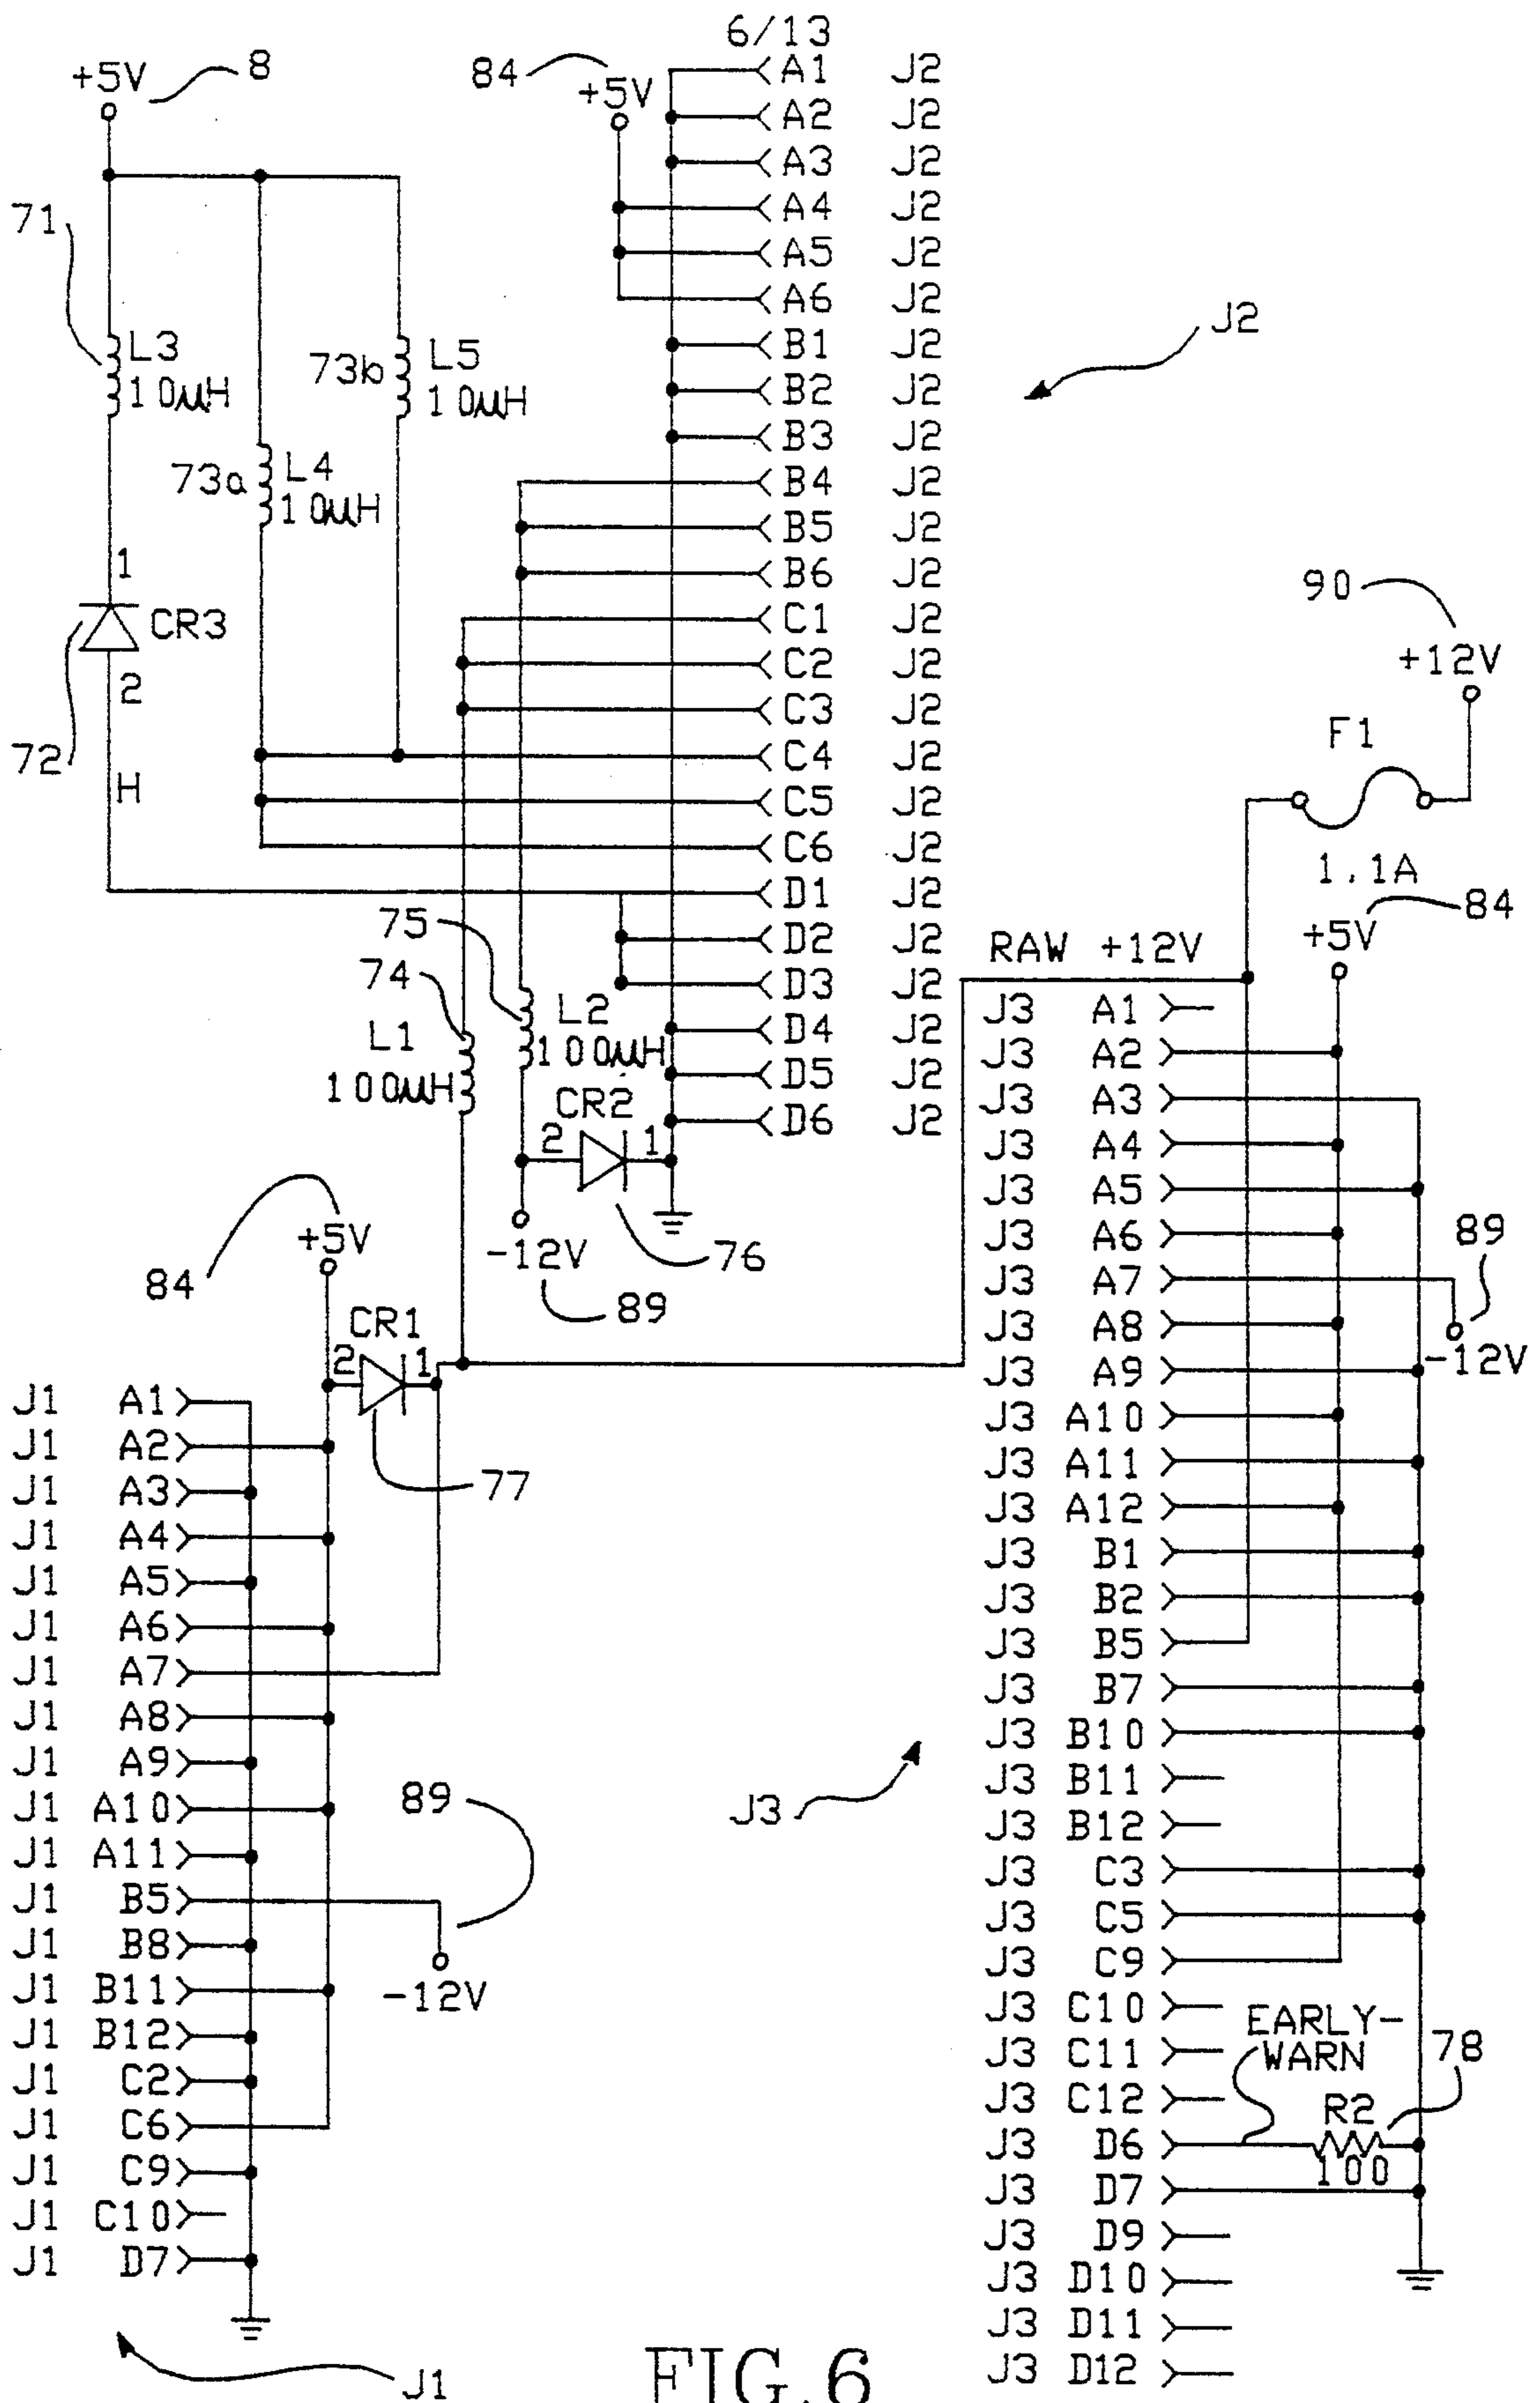 6/13
+5V 8
84 +5V
A1 J2
A2 J2
A3 J2
A4 J2
A5 J2
A6 J2
B1 J2
B2 J2
B3 J2
B4 J2
B5 J2
B6 J2
C1 J2
C2 J2
C3 J2
C4 J2
C5 J2
C6 J2
D1 J2
D2 J2
D3 J2
D4 J2
D5 J2
D6 J2
J2
71
L3
10µH
73b
L5
10µH
73a
L4
10µH
1
CR3
2
72
H
90
+12V
F1
1.1A
84
+5V
75
74
L1
100µH
L2
100µH
CR2
2 1
76
-12V
89
84
+5V
CR1
2 1
77
RAW +12V
J3 A1
J3 A2
J3 A3
J3 A4
J3 A5
J3 A6
J3 A7
J3 A8
J3 A9
J3 A10
J3 A11
J3 A12
J3 B1
J3 B2
J3 B5
J3 B7
J3 B10
J3 B11
J3 B12
J3 C3
J3 C5
J3 C9
J3 C10
J3 C11
J3 C12
J3 D6
J3 D7
J3 D9
J3 D10
J3 D11
J3 D12
89
-12V
EARLY-
WARN
78
R2
100
J3
J1 A1
J1 A2
J1 A3
J1 A4
J1 A5
J1 A6
J1 A7
J1 A8
J1 A9
J1 A10
J1 A11
J1 B5
J1 B8
J1 B11
J1 B12
J1 C2
J1 C6
J1 C9
J1 C10
J1 D7
89
-12V
J1
FIG.6